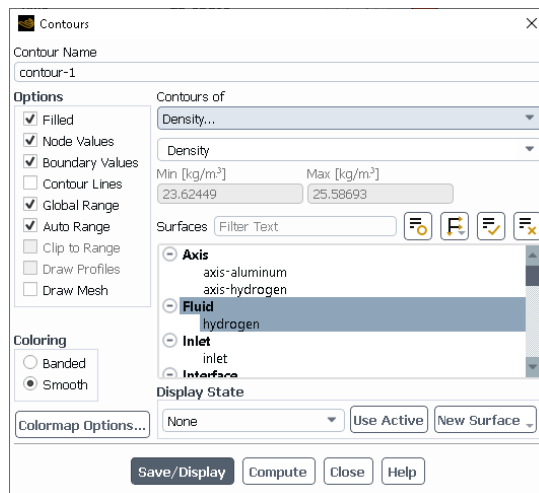 Contours
Contour Name
contour-1
Options
Filled
Node Values
Boundary Values
Contour Lines
Global Range
Auto Range
Clip to Range
Draw Profiles
Draw Mesh
Coloring
Banded
Smooth
Colormap Options...
Contours of
Density...
Density
Min [kg/m³] Max [kg/m³]
23.62449 25.58693
Surfaces Filter Text
Axis
axis-aluminum
axis-hydrogen
Fluid
hydrogen
Inlet
inlet
Interface
Display State
None Use Active New Surface
Save/Display Compute Close Help